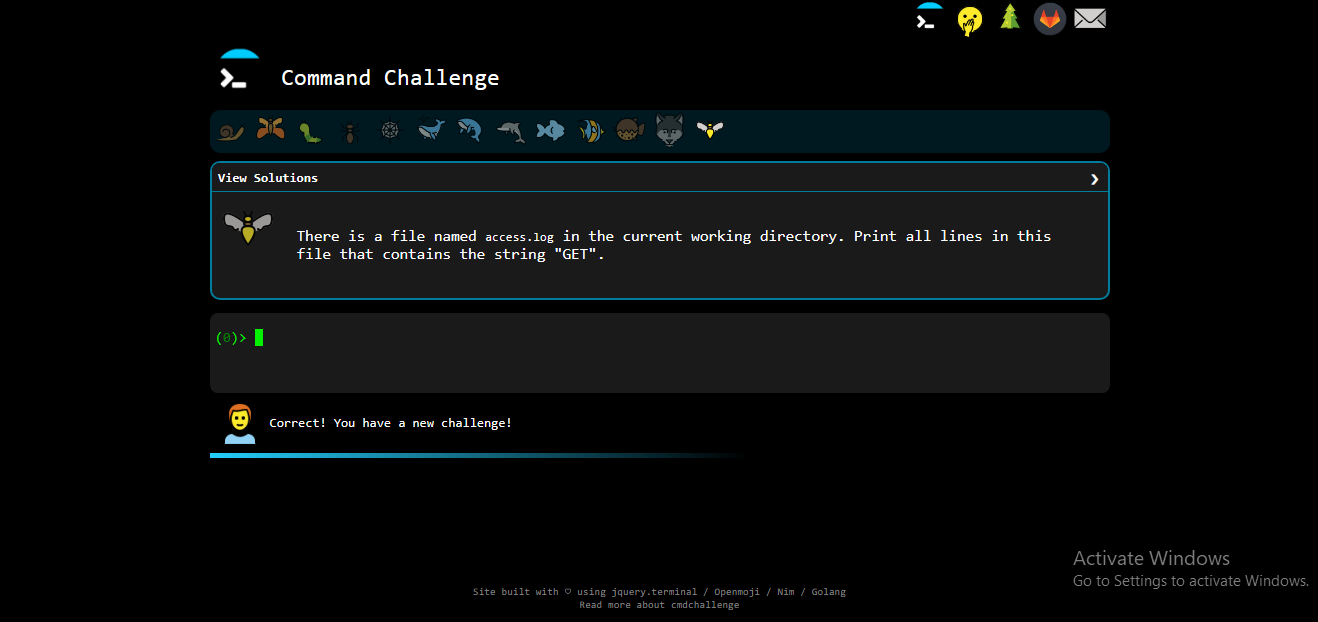 Command Challenge
View Solutions
There is a file named access.log in the current working directory. Print all lines in this
file that contains the string "GET".
(0)>
Correct! You have a new challenge!
Activate Windows
Go to Settings to activate Windows.
Site built with ♡ using jquery.terminal / Openmoji / Nim / Golang
Read more about cmdchallenge